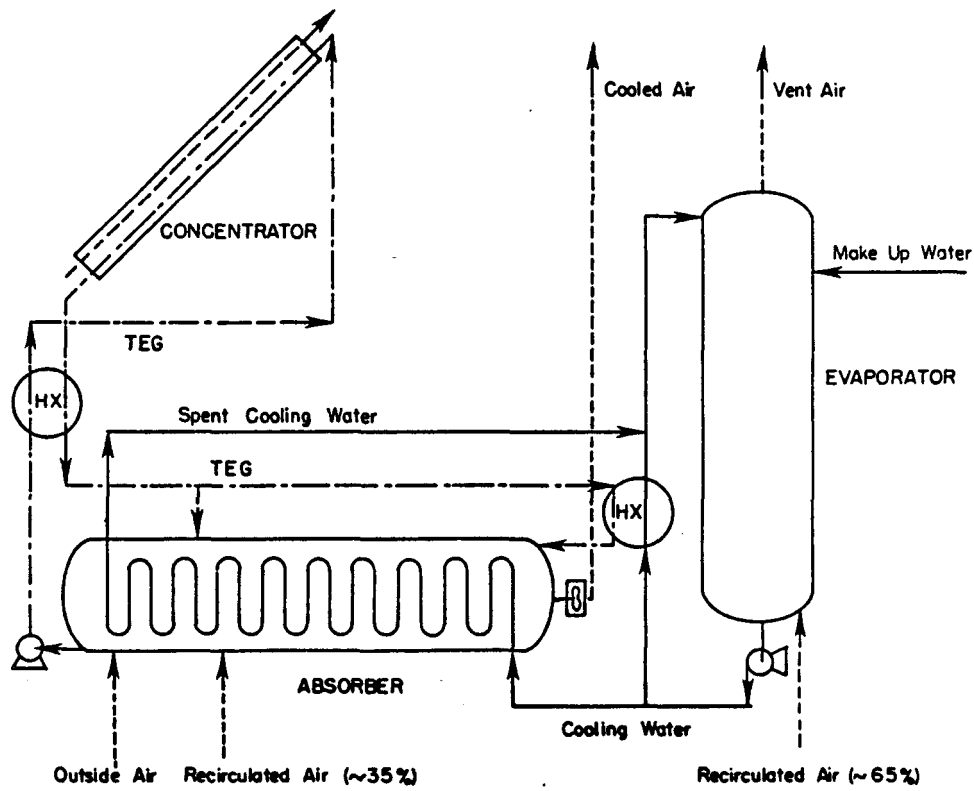 Cooled Air
Vent Air
CONCENTRATOR
Make Up Water
TEG
EVAPORATOR
HX
Spent Cooling Water
TEG
HX
ABSORBER
Cooling Water
Outside Air
Recirculated Air (~35%)
Recirculated Air (~65%)